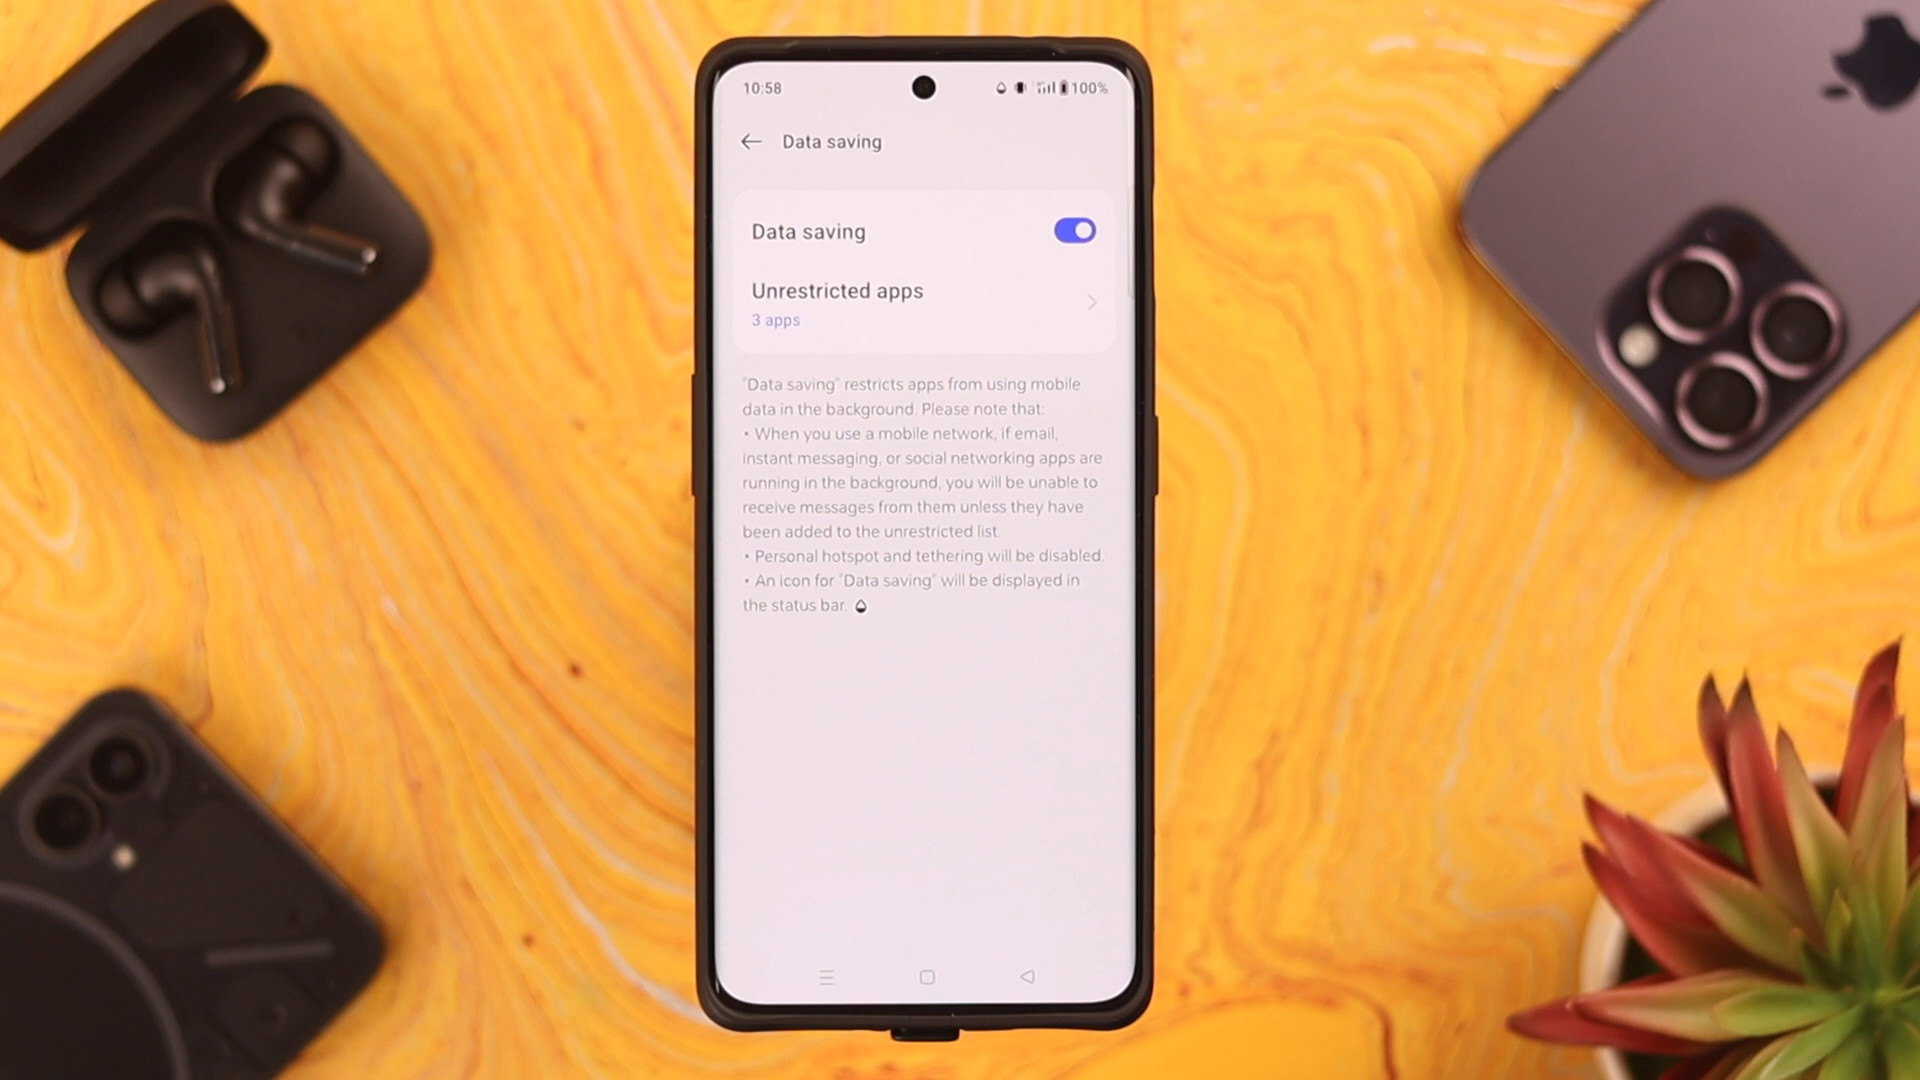 10:58
100%
Data saving
Data saving
Unrestricted apps
3 apps
"Data saving" restricts apps from using mobile
data in the background. Please note that:
• When you use a mobile network, if email,
instant messaging, or social networking apps are
running in the background, you will be unable to
receive messages from them unless they have
been added to the unrestricted list.
• Personal hotspot and tethering will be disabled.
• An icon for "Data saving" will be displayed in
the status bar.